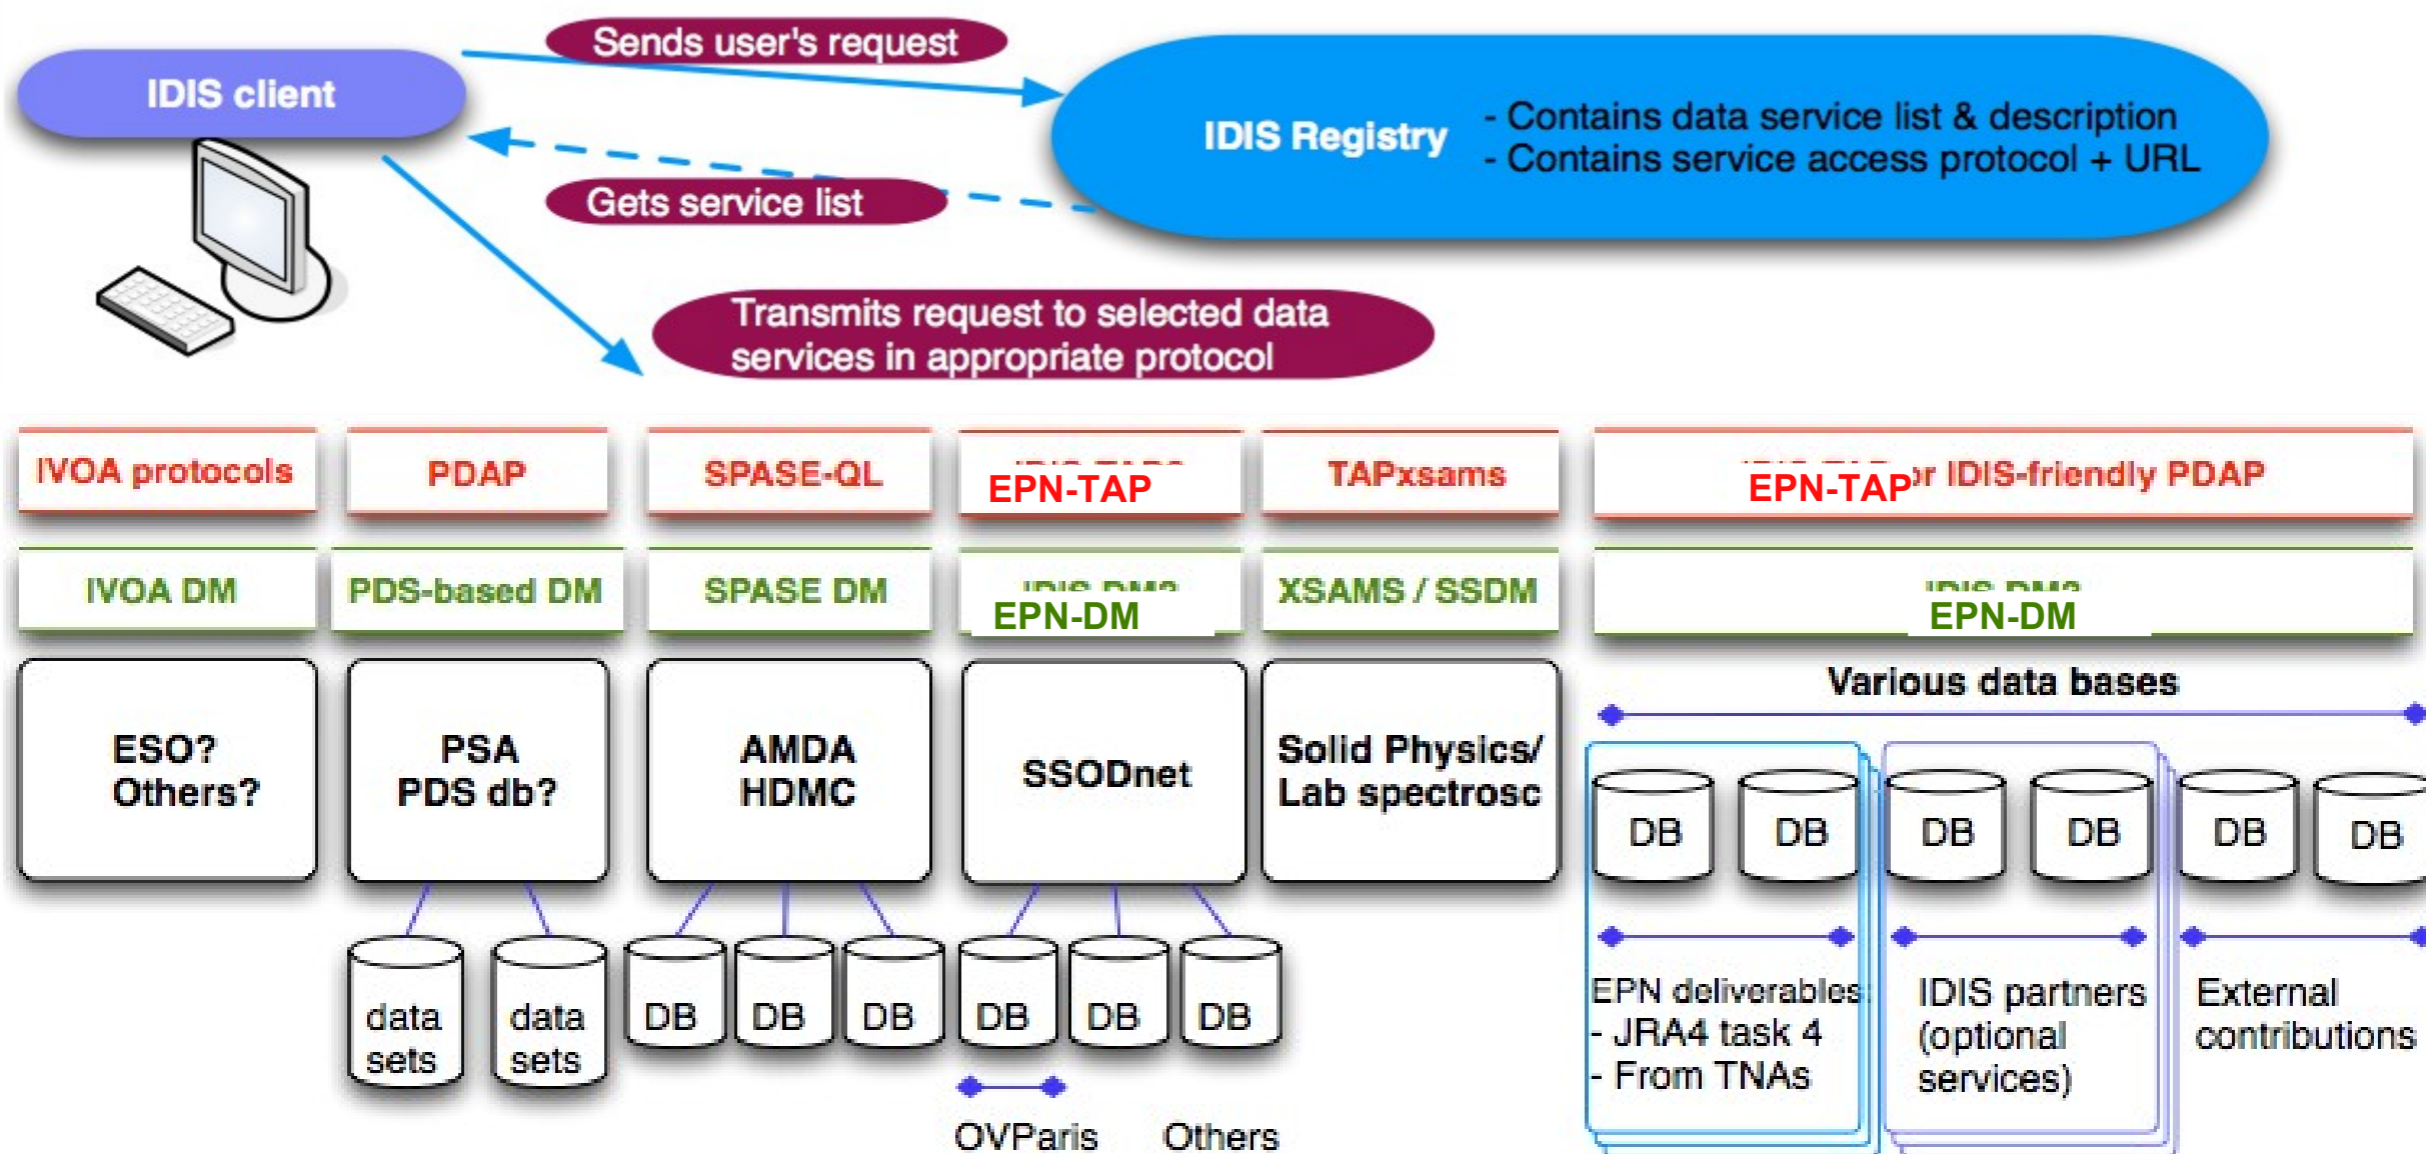 Sends user's request
IDIS client
IDIS Registry
- Contains data service list & description
- Contains service access protocol + URL
Gets service list
Transmits request to selected data
services in appropriate protocol
IVOA protocols
PDAP
SPASE-QL
EPN-TAP
TAPxsams
EPN-TAP or IDIS-friendly PDAP
IVOA DM
PDS-based DM
SPASE DM
EPN-DM
XSAMS / SSDM
EPN-DM
Various data bases
ESO?
Others?
PSA
PDS db?
AMDA
HDMC
SSODnet
Solid Physics/
Lab spectrosc
DB
DB
DB
DB
DB
DB
data
sets
data
sets
DB
DB
DB
DB
DB
DB
OVParis
Others
EPN deliverables:
- JRA4 task 4
- From TNAs
IDIS partners
(optional
services)
External
contributions